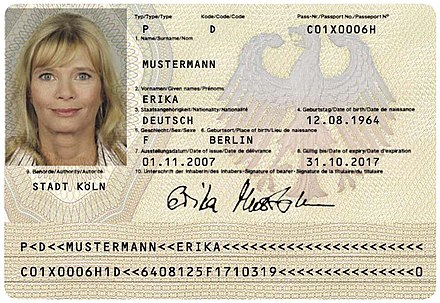 Typ/Type/Type Kode/Code/Code Pass-Nr./Passport No./Passeport N°
P D C01X0006H
1. Name/Surname/Nom
MUSTERMANN
2. Vornamen/Given names/Prénoms
ERIKA
3. Staatsangehörigkeit/Nationality/Nationalité 4. Geburtstag/Date of birth/Date de naissance
DEUTSCH 12.08.1964
5. Geschlecht/Sex/Sexe 6. Geburtsort/Place of birth/Lieu de naissance
F BERLIN
7. Ausstellungsdatum/Date of issue/Date de délivrance 8. Gültig bis/Date of expiry/Date d'expiration
01.11.2007 31.10.2017
9. Behörde/Authority/Autorité 10. Unterschrift der Inhaberin/des Inhabers-Signature of bearer-Signature de la titulaire/du titulaire
STADT KÖLN
Erika Mustermann
P<D<<MUSTERMANN<<ERIKA<<<<<<<<<<<<<<<<<<<<<<
C01X0006H1D<<6408125F1710319<<<<<<<<<<<<<<<0